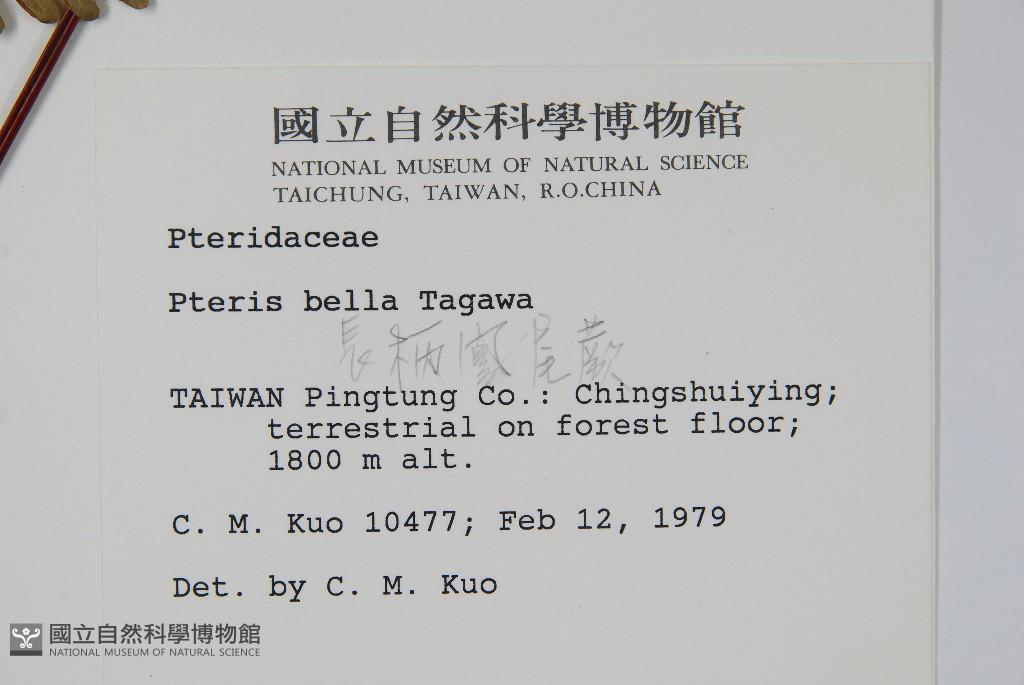 國立自然科學博物館
NATIONAL MUSEUM OF NATURAL SCIENCE
TAICHUNG, TAIWAN, R.O.CHINA
Pteridaceae
Pteris bella Tagawa
長柄鳳尾蕨
TAIWAN Pingtung Co.: Chingshuiying;
terrestrial on forest floor;
1800 m alt.
C. M. Kuo 10477; Feb 12, 1979
Det. by C. M. Kuo
國立自然科學博物館
NATIONAL MUSEUM OF NATURAL SCIENCE